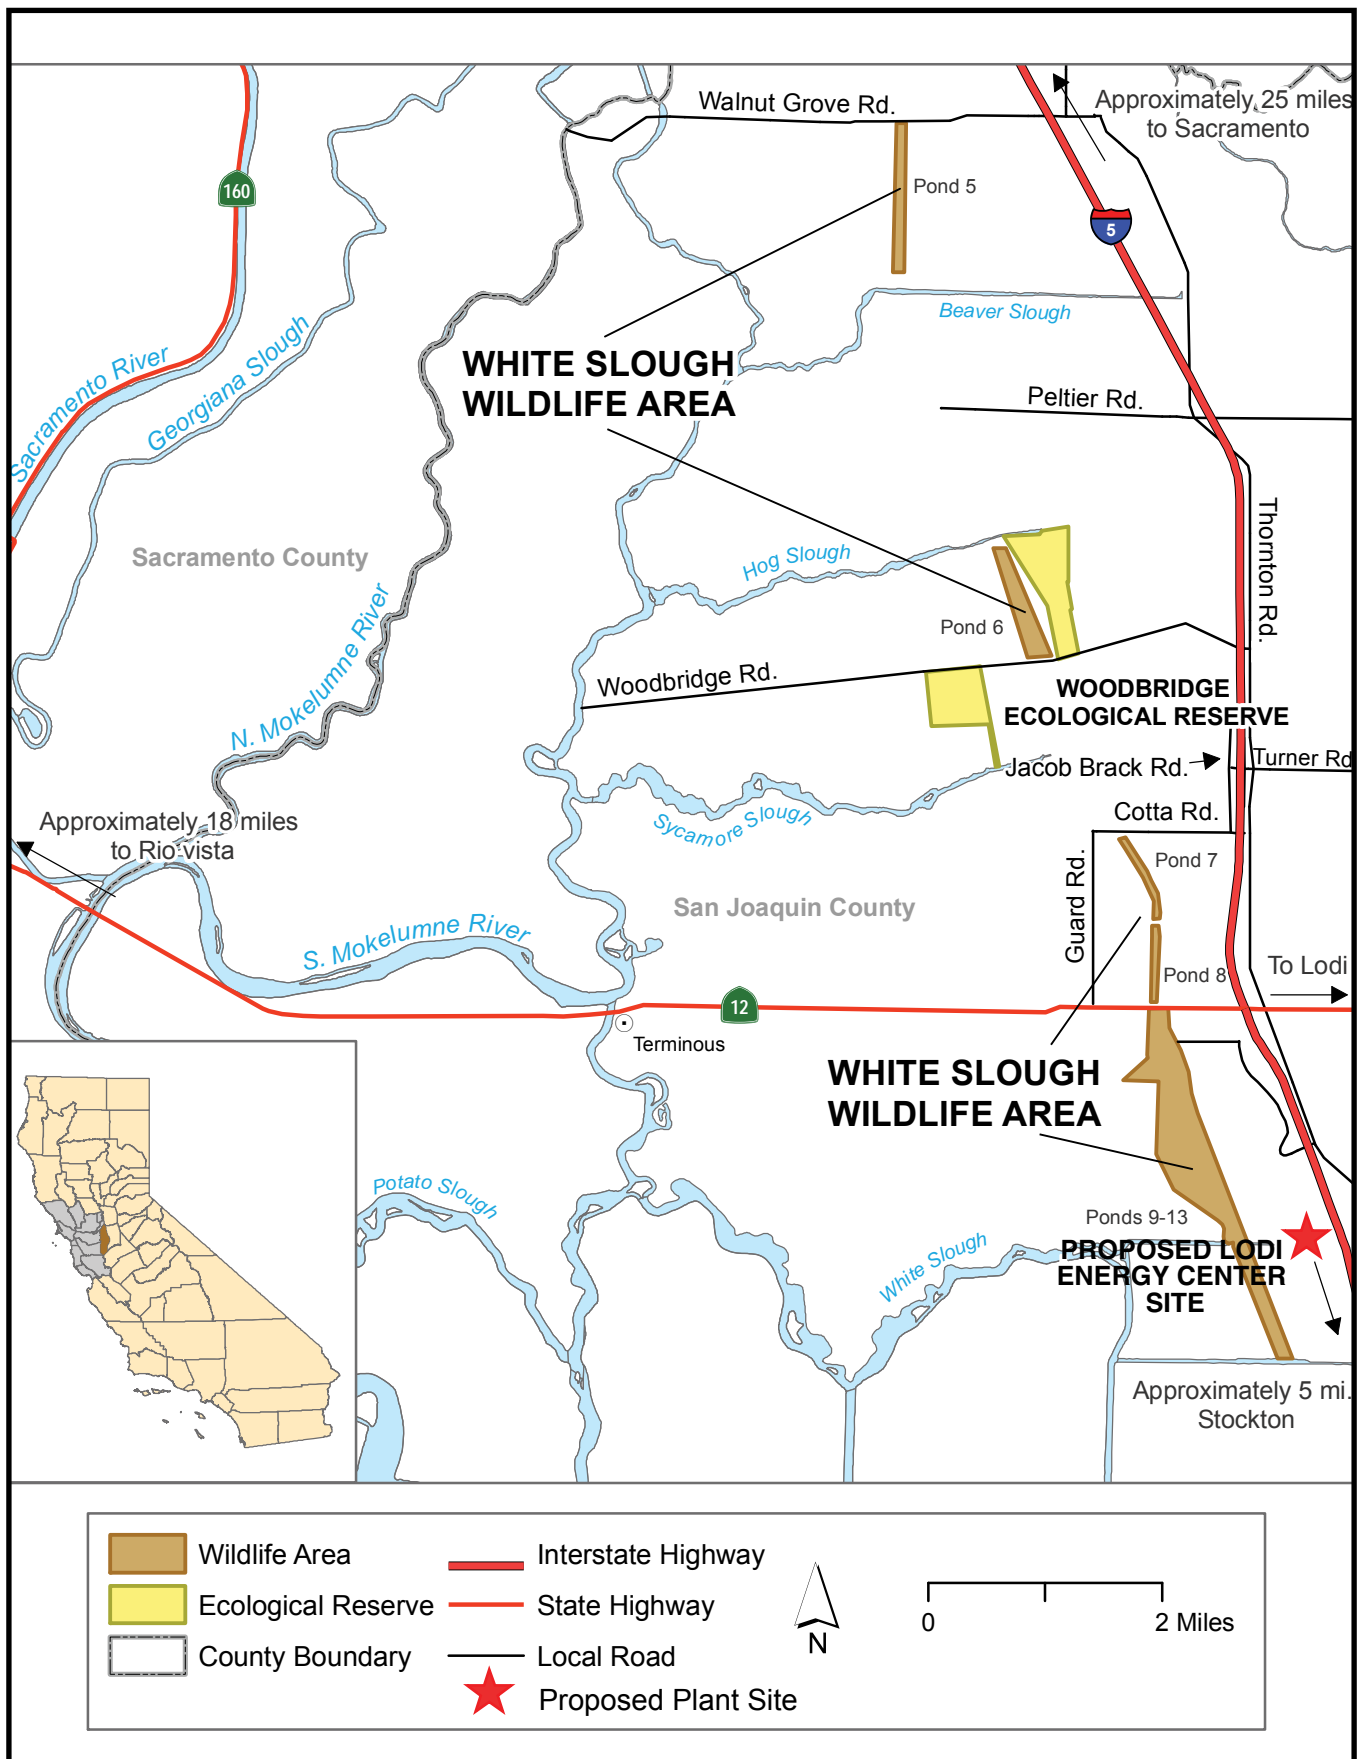 Walnut Grove Rd.
Approximately 25 miles
to Sacramento
160
Pond 5
5
Beaver Slough
Sacramento River
Georgiana Slough
WHITE SLOUGH
WILDLIFE AREA
Peltier Rd.
Thornton Rd.
Sacramento County
Hog Slough
Pond 6
N. Mokelumne River
Woodbridge Rd.
WOODBRIDGE
ECOLOGICAL RESERVE
Jacob Brack Rd.
Turner Rd
Sycamore Slough
Cotta Rd.
Approximately 18 miles
to Rio vista
Guard Rd.
Pond 7
San Joaquin County
S. Mokelumne River
Pond 8
To Lodi
12
Terminous
WHITE SLOUGH
WILDLIFE AREA
Potato Slough
Ponds 9-13
White Slough
PROPOSED LODI
ENERGY CENTER
SITE
Approximately 5 mi.
Stockton
Wildlife Area
Ecological Reserve
County Boundary
Interstate Highway
State Highway
Local Road
Proposed Plant Site
N
0
2 Miles